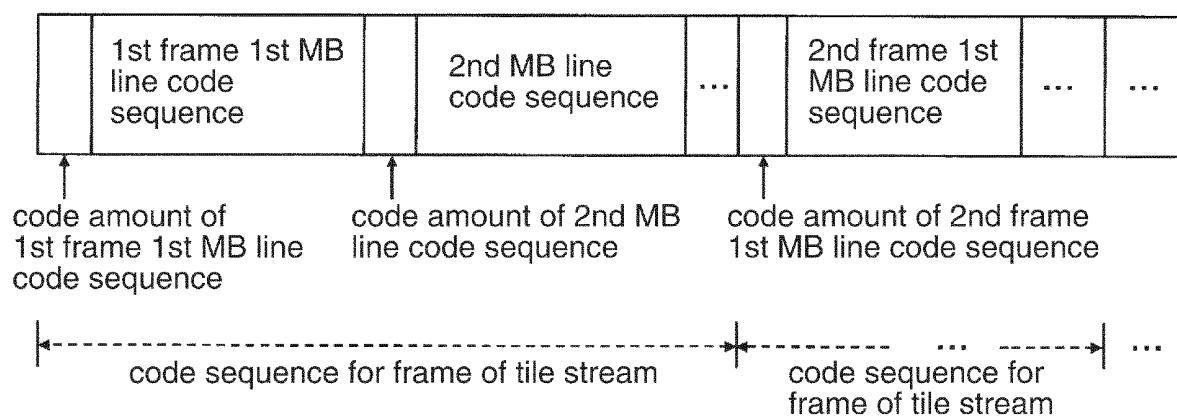 1st frame 1st MB
line code
sequence
2nd MB line
code sequence
...
2nd frame 1st
MB line code
sequence
...
...
code amount of
1st frame 1st MB line
code sequence
code amount of 2nd MB
line code sequence
code amount of 2nd frame
1st MB line code sequence
code sequence for frame of tile stream
...
code sequence for
frame of tile stream
...